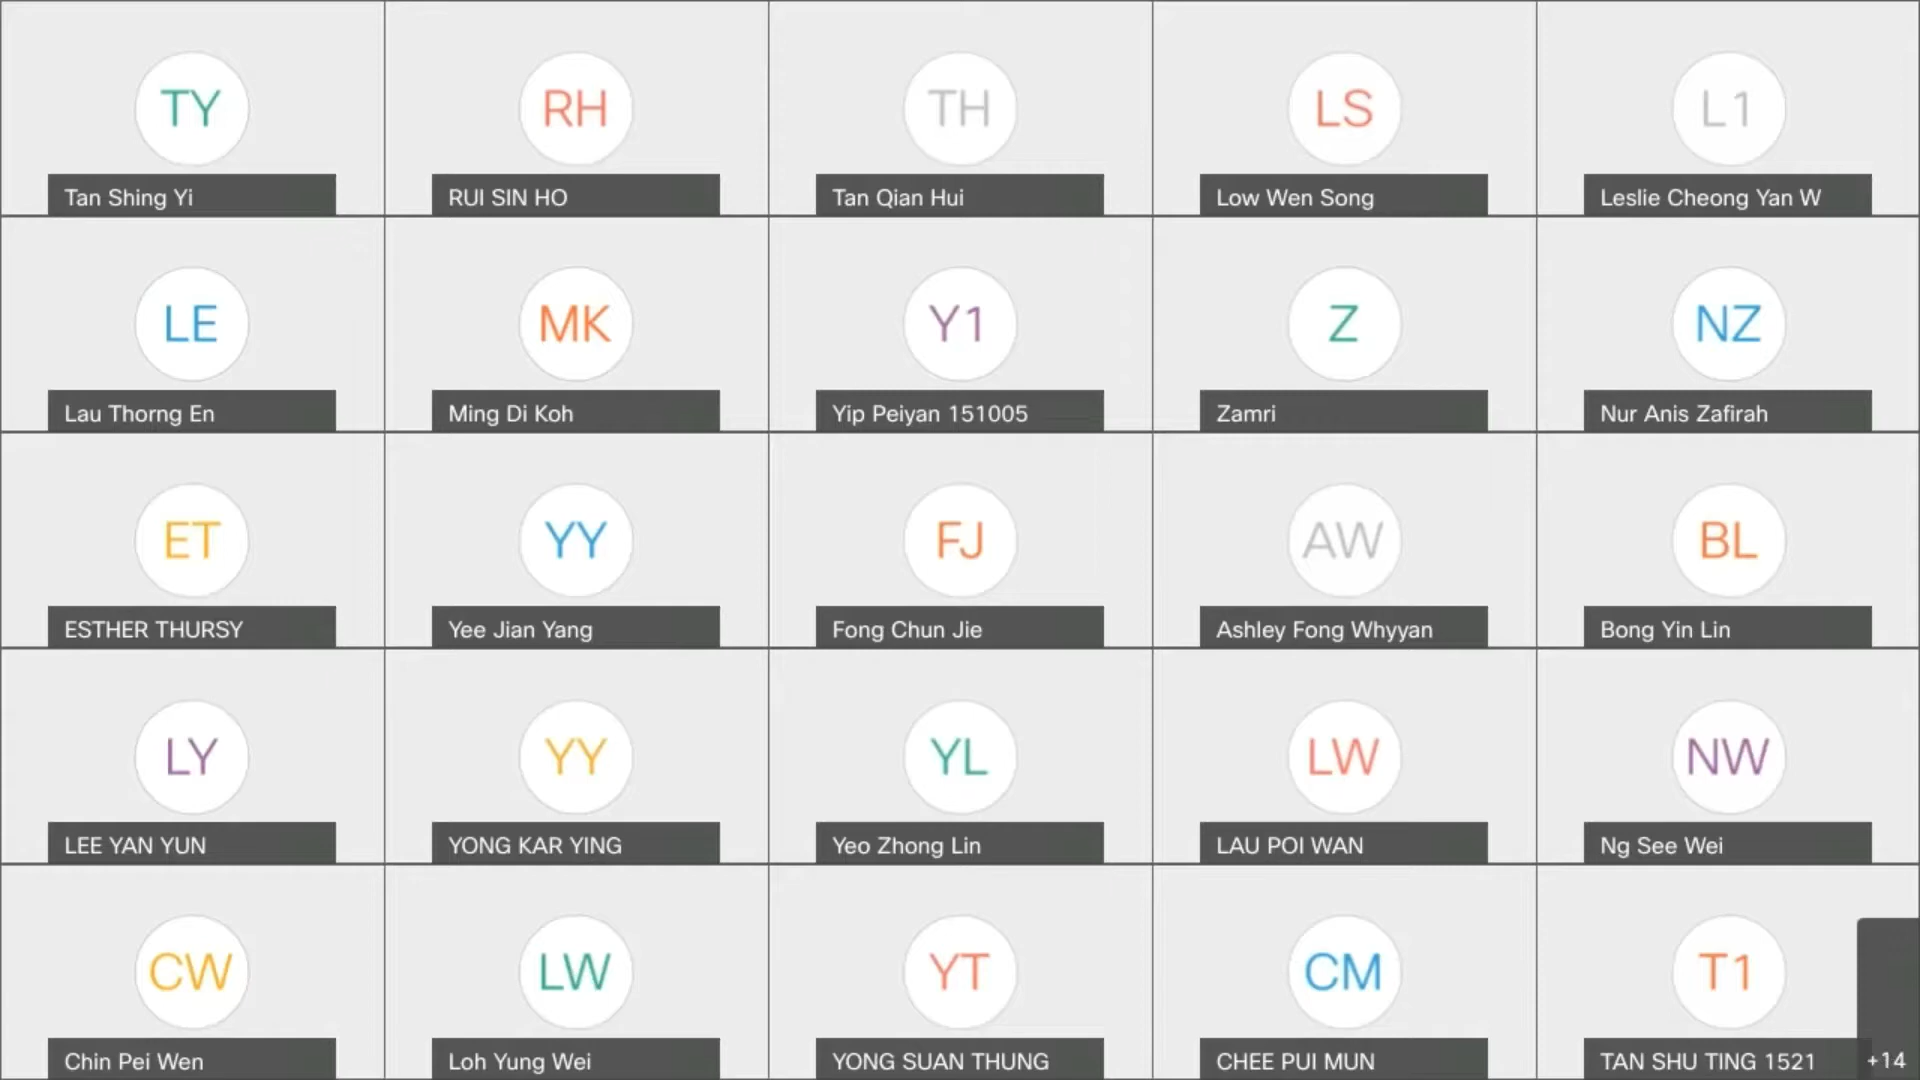 TY
RH
TH
LS
L1
Tan Shing Yi
RUI SIN HO
Tan Qian Hui
Low Wen Song
Leslie Cheong Yan W
LE
MK
Y1
Z
NZ
Lau Thorng En
Ming Di Koh
Yip Peiyan 151005
Zamri
Nur Anis Zafirah
ET
YY
FJ
AW
BL
ESTHER THURSY
Yee Jian Yang
Fong Chun Jie
Ashley Fong Whyyan
Bong Yin Lin
LY
YY
YL
LW
NW
LEE YAN YUN
YONG KAR YING
Yeo Zhong Lin
LAU POI WAN
Ng See Wei
CW
LW
YT
CM
T1
Chin Pei Wen
Loh Yung Wei
YONG SUAN THUNG
CHEE PUI MUN
TAN SHU TING 1521
+14